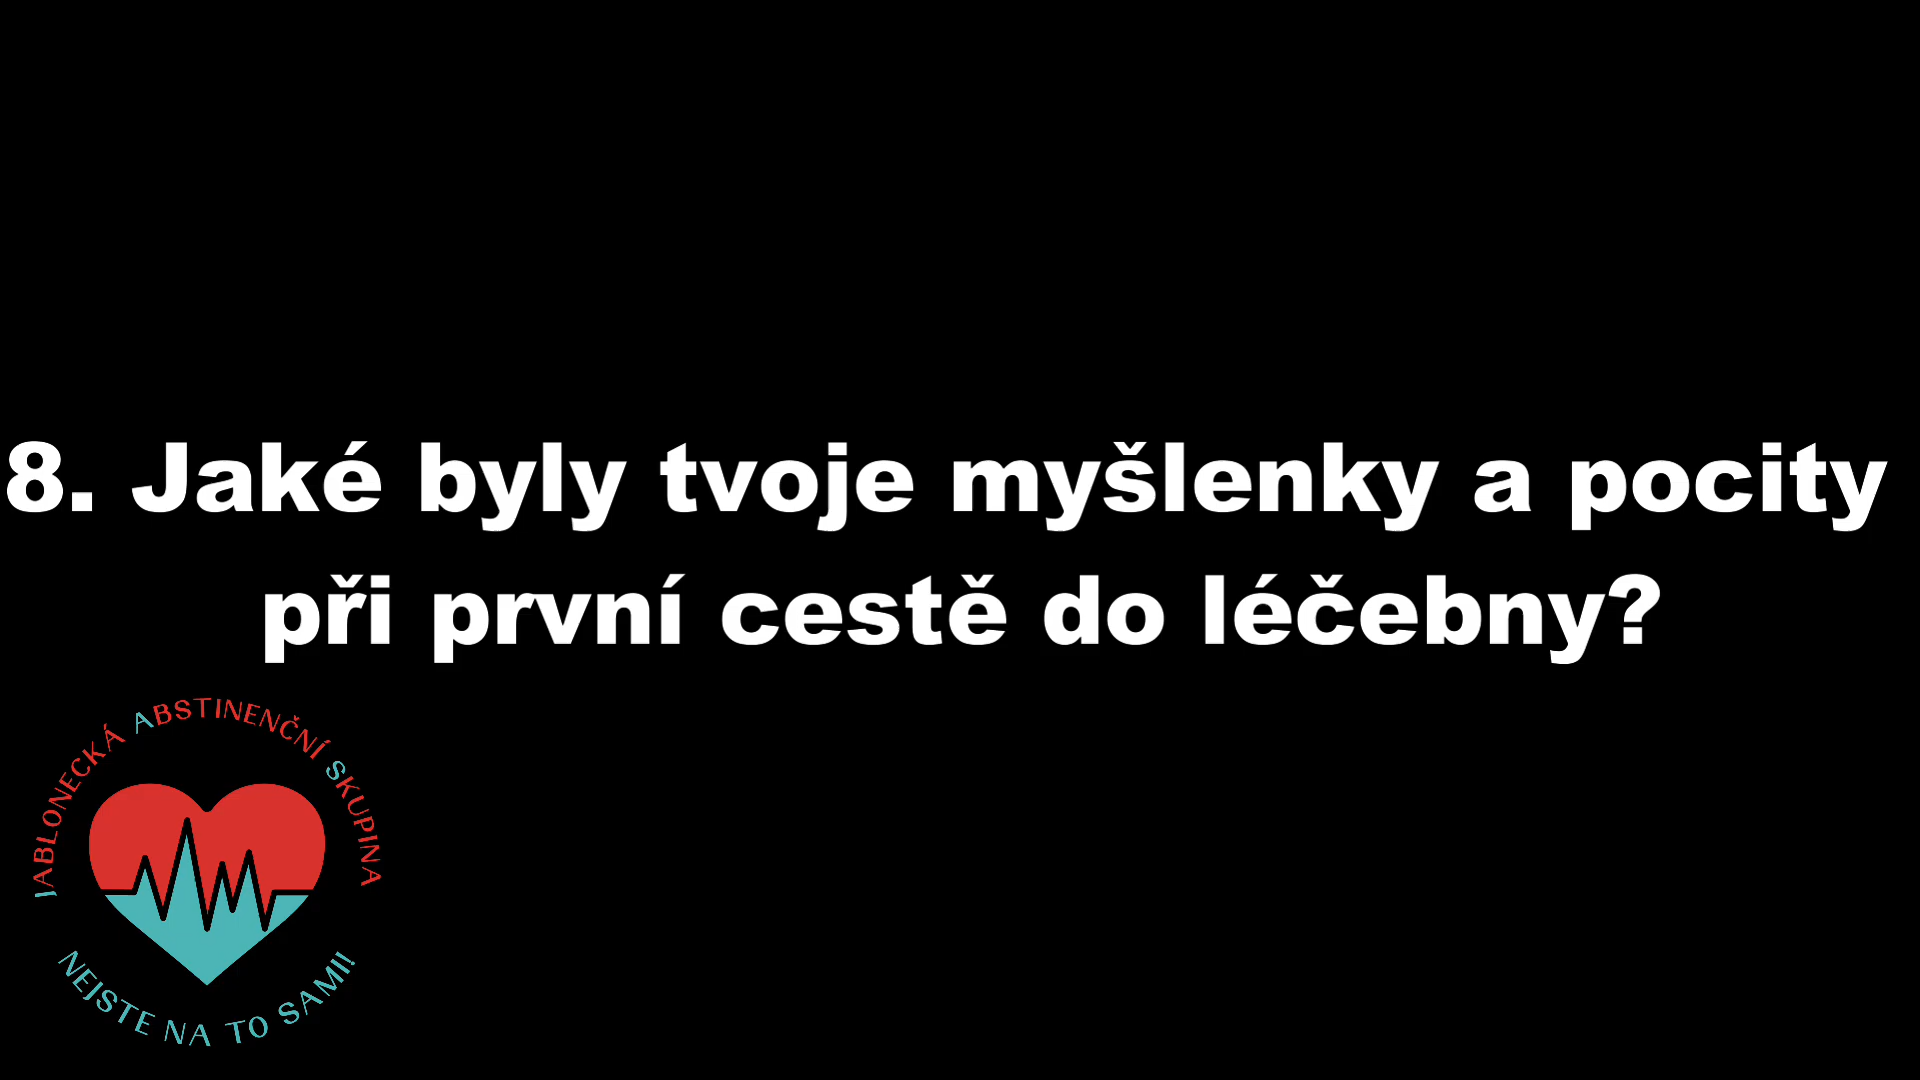 8. Jaké byly tvoje myšlenky a pocity
při první cestě do léčebny?
JABLONECKÁ ABSTINENČNÍ SKUPINA
NEJSTE NA TO SAMI!